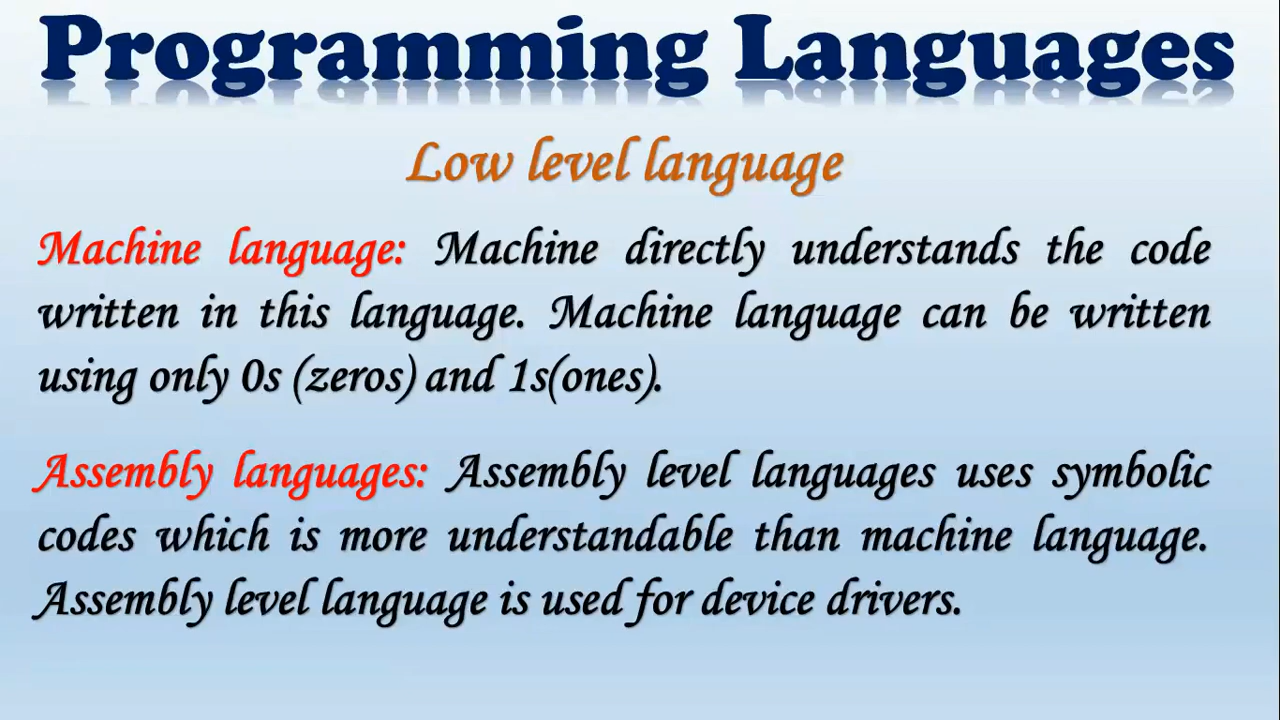 Programming Languages
Low level language
Machine language: Machine directly understands the code
written in this language. Machine language can be written
using only 0s (zeros) and 1s(ones).
Assembly languages: Assembly level languages uses symbolic
codes which is more understandable than machine language.
Assembly level language is used for device drivers.